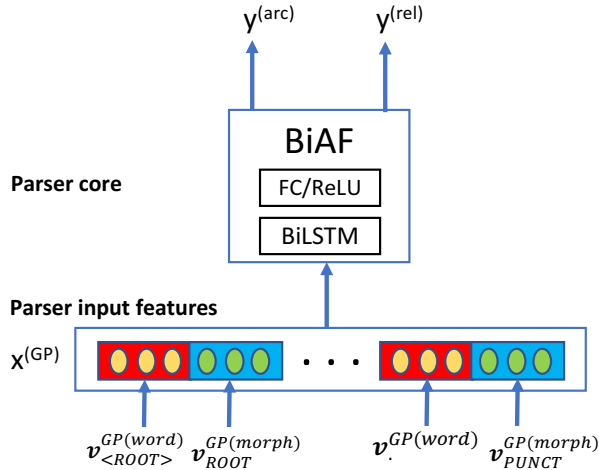 y(arc) y(rel)
BiAF
Parser core
FC/ReLU
BiLSTM
Parser input features
x(GP)
. . .
v<ROOT>GP(word) vROOTGP(morph) v.GP(word) vPUNCTGP(morph)